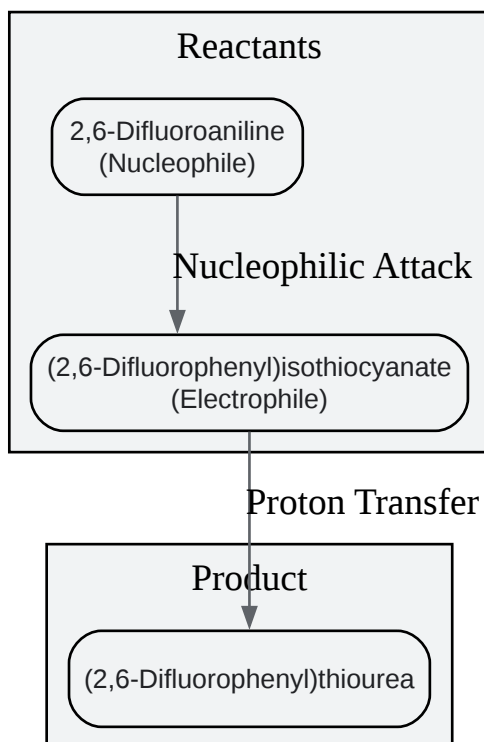 Reactants
2,6-Difluoroaniline
(Nucleophile)
Nucleophilic Attack
(2,6-Difluorophenyl)isothiocyanate
(Electrophile)
Proton Transfer
Product
(2,6-Difluorophenyl)thiourea